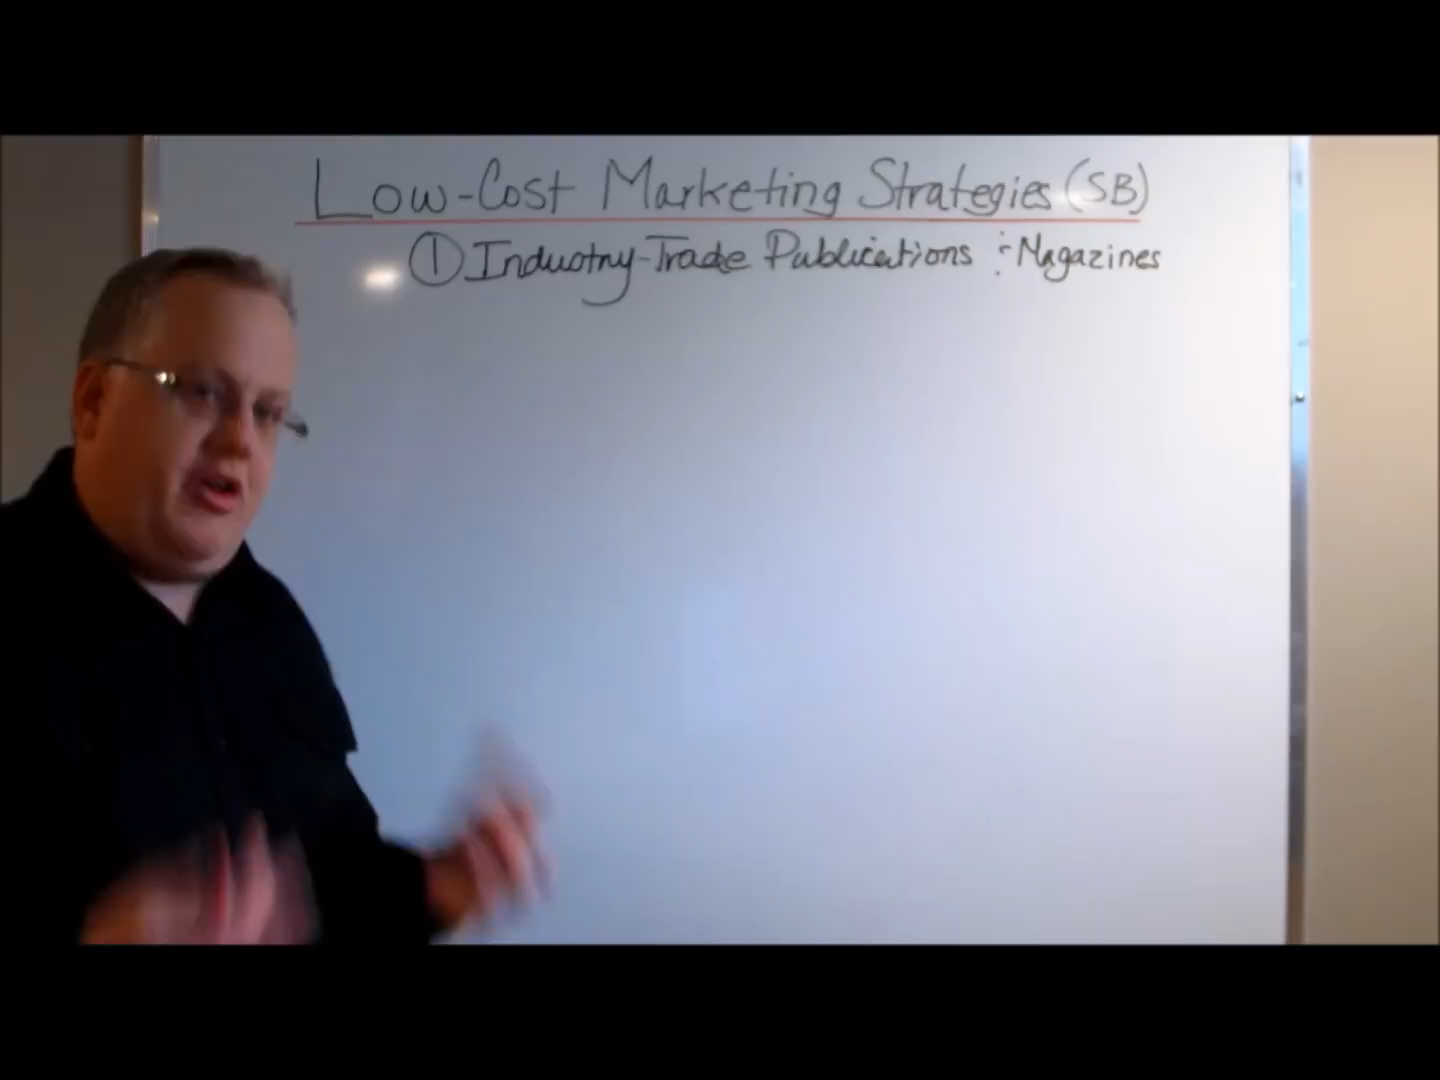 Low-Cost Marketing Strategies (SB)
① Industry-Trade Publications : Magazines